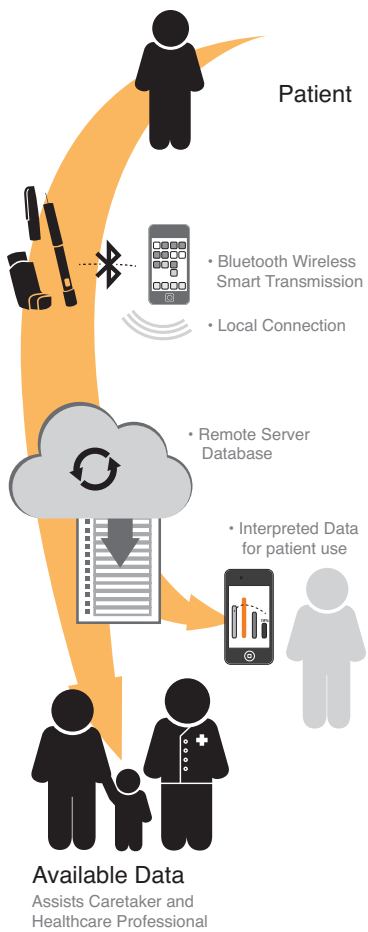 Patient
• Bluetooth Wireless
Smart Transmission
• Local Connection
• Remote Server
Database
• Interpreted Data
for patient use
Available Data
Assists Caretaker and
Healthcare Professional